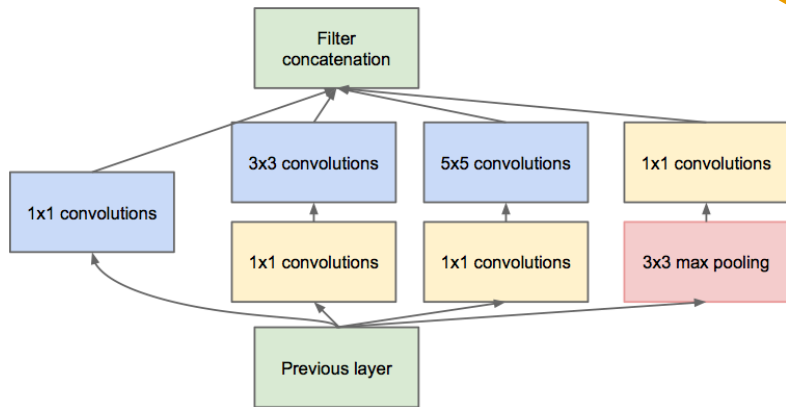 Filter
concatenation
3x3 convolutions
5x5 convolutions
1x1 convolutions
1x1 convolutions
1x1 convolutions
1x1 convolutions
3x3 max pooling
Previous layer